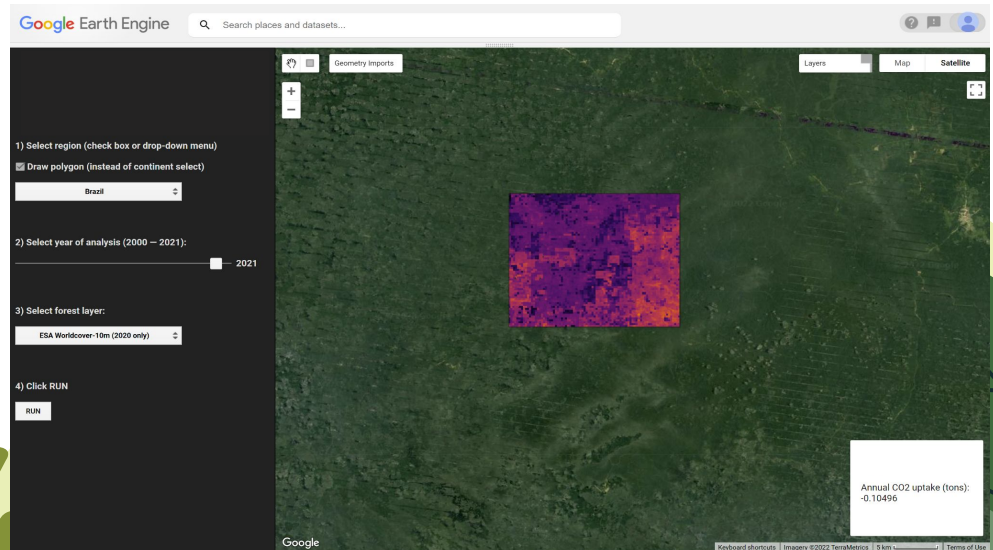 Google Earth Engine
Search places and datasets...
Geometry Imports
Layers
Map
Satellite
+
−
1) Select region (check box or drop-down menu)
Draw polygon (instead of continent select)
Brazil
2) Select year of analysis (2000 — 2021):
2021
3) Select forest layer:
ESA Worldcover-10m (2020 only)
4) Click RUN
RUN
Annual CO2 uptake (tons):
-0.10496
Google
Keyboard shortcuts
Imagery ©2022 TerraMetrics
5 km
Terms of Use